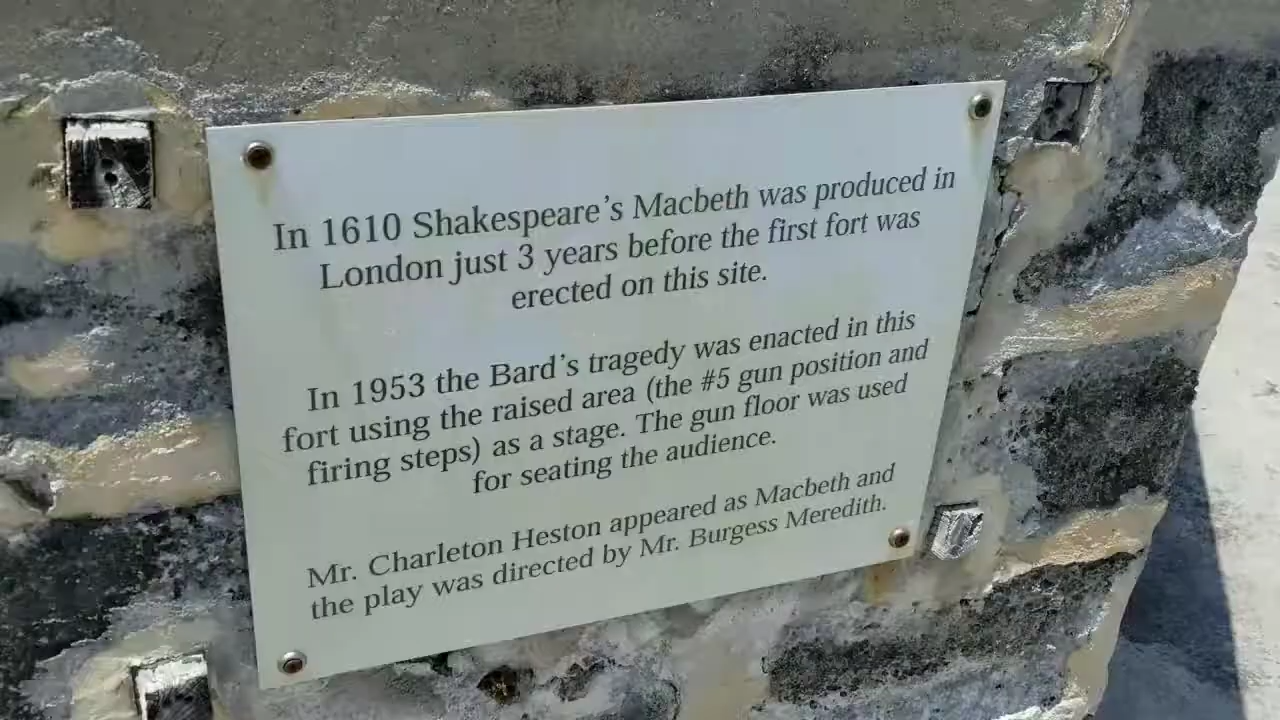 In 1610 Shakespeare's Macbeth was produced in
London just 3 years before the first fort was
erected on this site.
In 1953 the Bard's tragedy was enacted in this
fort using the raised area (the #5 gun position and
firing steps) as a stage. The gun floor was used
for seating the audience.
Mr. Charleton Heston appeared as Macbeth and
the play was directed by Mr. Burgess Meredith.